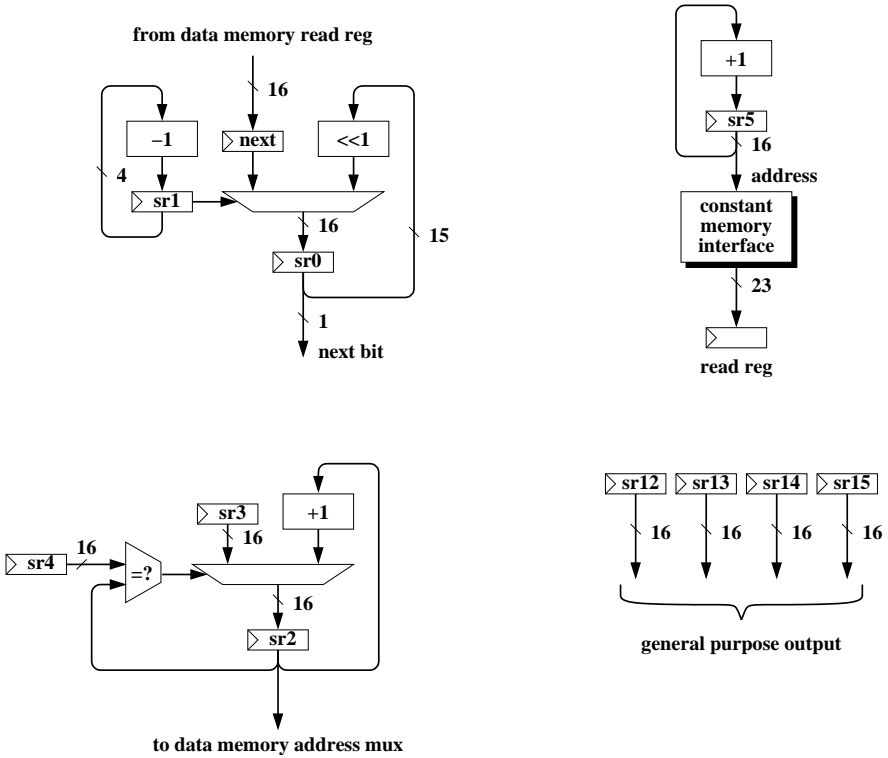 from data memory read reg
16
−1
next
<<1
4
sr1
16
15
sr0
1
next bit
+1
sr5
16
address
constant
memory
interface
23
read reg
sr3
+1
16
sr4
16
=?
16
sr2
to data memory address mux
sr12 sr13 sr14 sr15
16 16 16 16
general purpose output